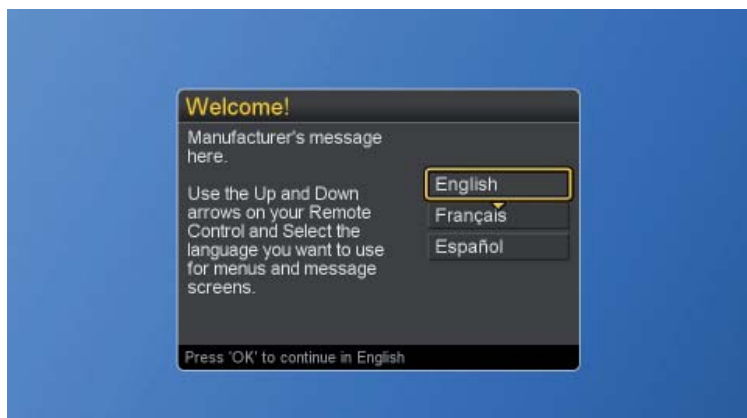 Welcome!
Manufacturer's message
here.
Use the Up and Down
arrows on your Remote
Control and Select the
language you want to use
for menus and message
screens.
English
Français
Español
Press 'OK' to continue in English